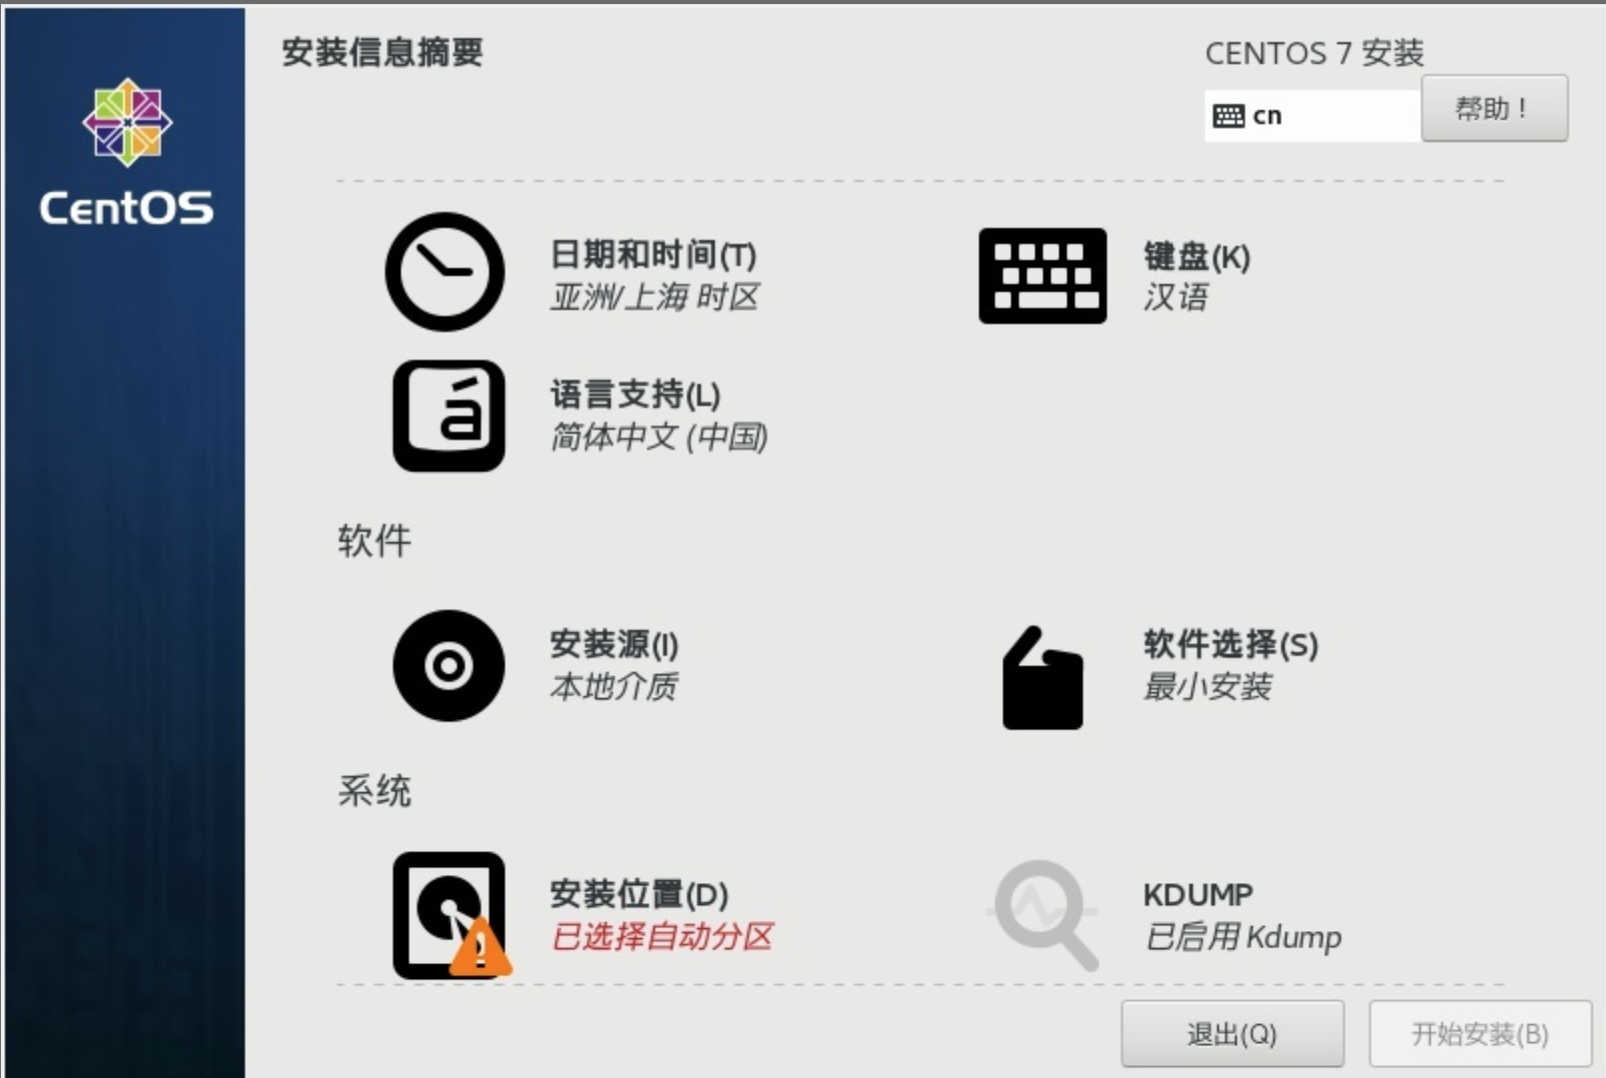 安装信息摘要
CENTOS 7 安装
cn
帮助！
CentOS
日期和时间(T)
亚洲/上海 时区
键盘(K)
汉语
语言支持(L)
简体中文 (中国)
软件
安装源(I)
本地介质
软件选择(S)
最小安装
系统
安装位置(D)
已选择自动分区
KDUMP
已启用 Kdump
退出(Q)
开始安装(B)